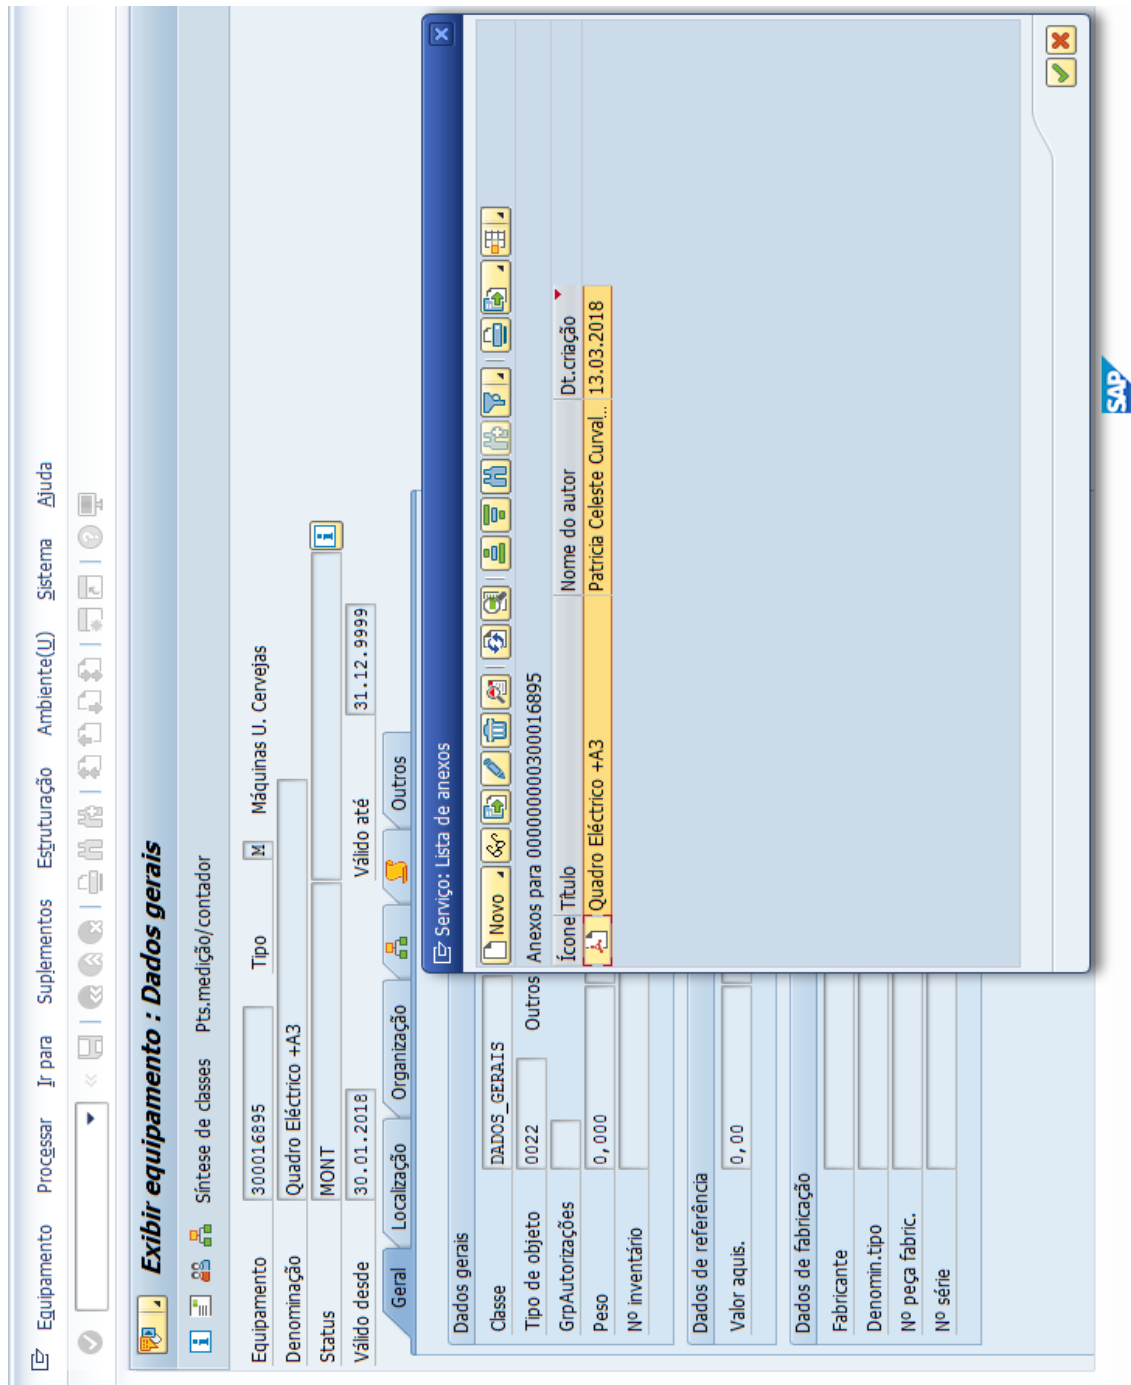 Equipamento Processar Ir para Suplementos Estruturação Ambiente(U) Sistema Ajuda
Exibir equipamento : Dados gerais
Síntese de classes Pts.medição/contador
Equipamento 300016895 Tipo M Máquinas U. Cervejas
Denominação Quadro Eléctrico +A3
Status MONT
Válido desde 30.01.2018 Válido até 31.12.9999
Geral Localização Organização Outros
Dados gerais
Classe DADOS_GERAIS
Tipo de objeto 0022 Outros
GrpAutorizações
Peso 0,000
Nº inventário
Dados de referência
Valor aquis. 0,00
Dados de fabricação
Fabricante
Denomin.tipo
Nº peça fabric.
Nº série
Serviço: Lista de anexos
Novo
Anexos para 000000000300016895
Ícone Título Nome do autor Dt.criação
Quadro Eléctrico +A3 Patricia Celeste Curval... 13.03.2018
SAP